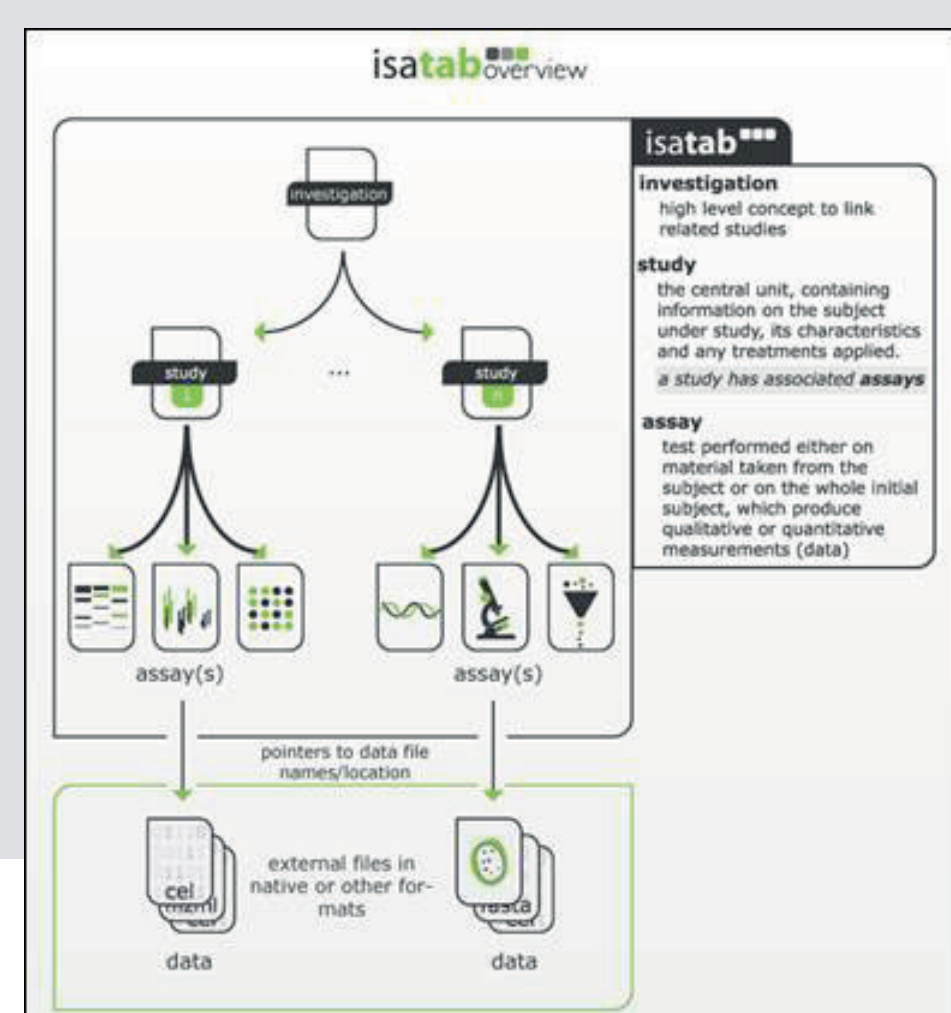 isatab overview
isatab
investigation
high level concept to link
related studies
study
the central unit, containing
information on the subject
under study, its characteristics
and any treatments applied.
a study has associated assays
assay
test performed either on
material taken from the
subject or on the whole initial
subject, which produce
qualitative or quantitative
measurements (data)
investigation
study
1
...
study
n
assay(s)
assay(s)
pointers to data file
names/location
cel
external files in
native or other for-
mats
fasta
data
data